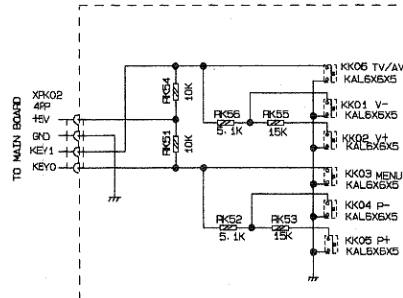 TO MAIN BOARD
XPK02
4PP
+5V
GND
KEY1
KEY0
RK54
10K
RK51
10K
RK56
5.1K
RK55
15K
RK52
5.1K
RK53
15K
KK06 TV/AV
KAL6X6X5
KK01 V-
KAL6X6X5
KK02 V+
KAL6X6X5
KK03 MENU
KAL6X6X5
KK04 P-
KAL6X6X5
KK05 P+
KAL6X6X5